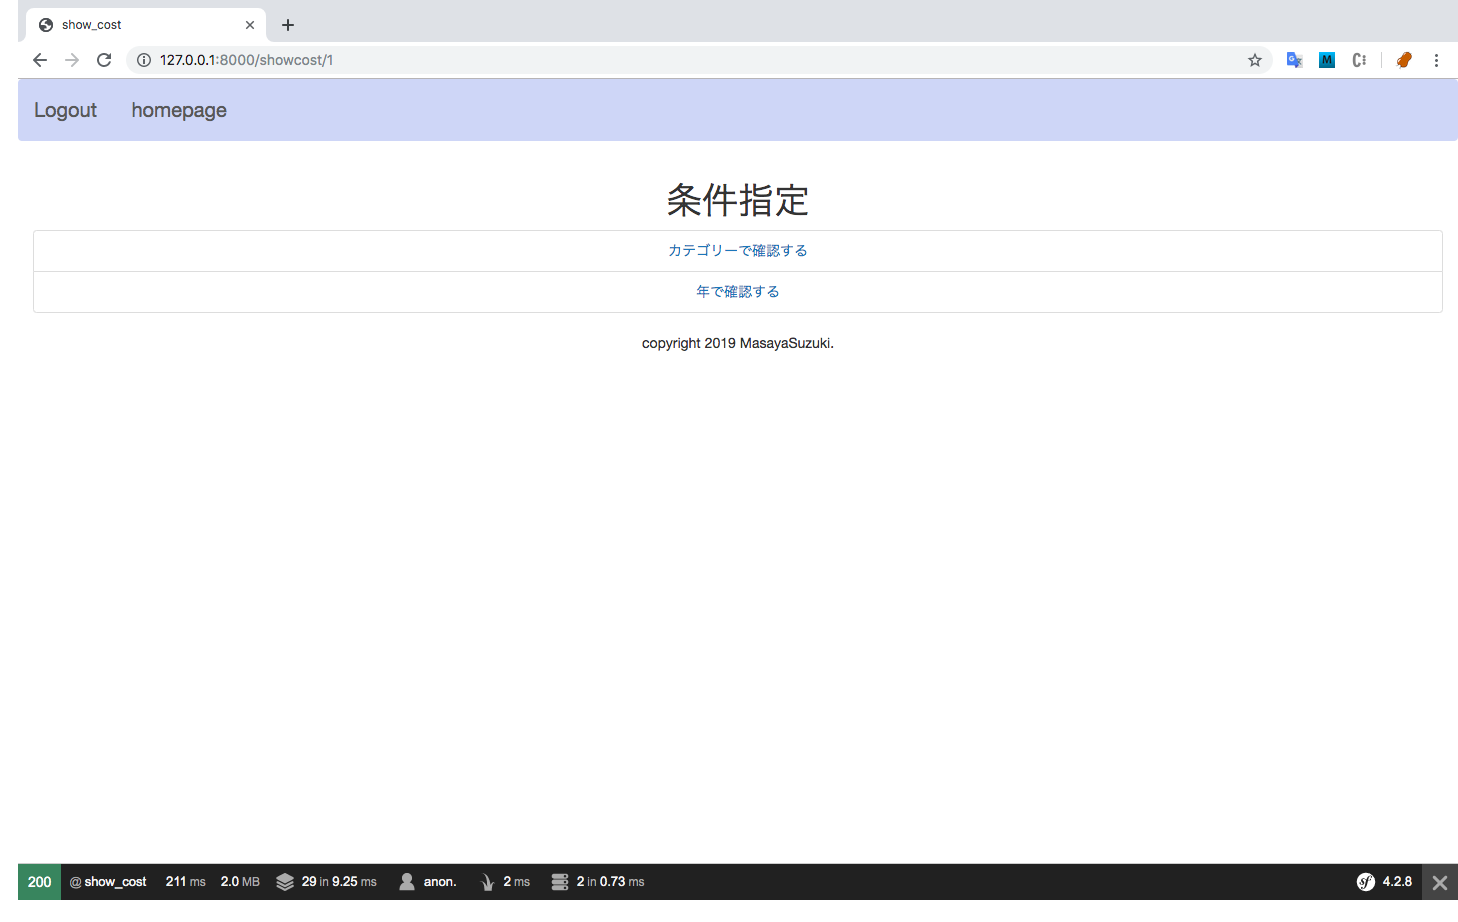 show_cost
127.0.0.1:8000/showcost/1
Logout homepage
条件指定
カテゴリーで確認する
年で確認する
copyright 2019 MasayaSuzuki.
200 @ show_cost 211 ms 2.0 MB 29 in 9.25 ms anon. 2 ms 2 in 0.73 ms sf 4.2.8